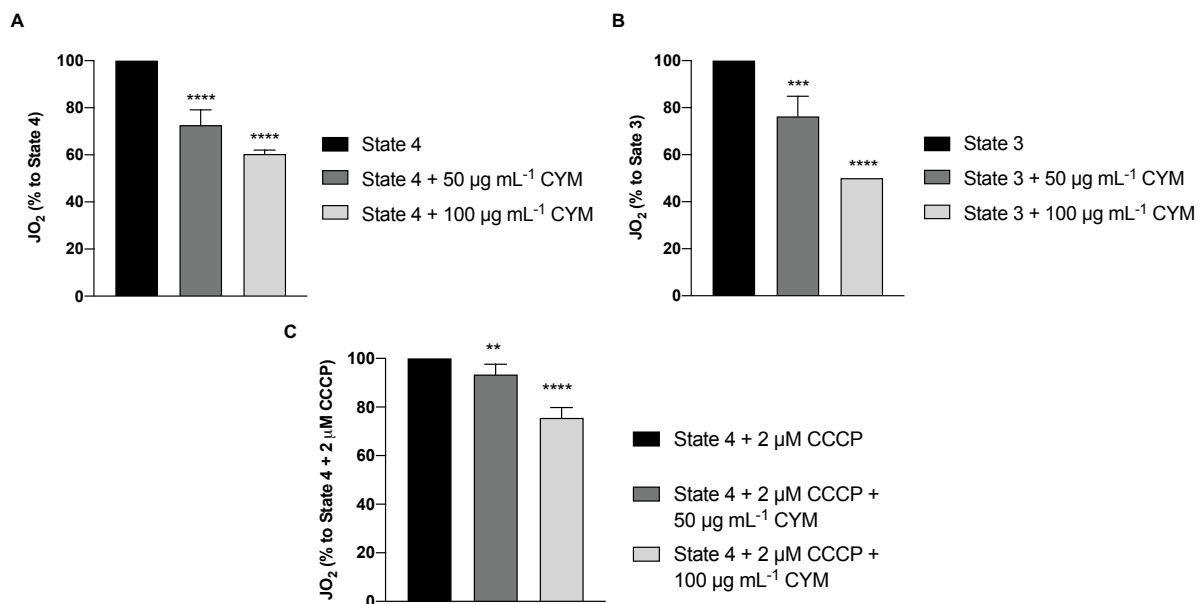 A
JO2 (% to State 4)
100
80
60
40
20
0
****
****
State 4
State 4 + 50 µg mL-1 CYM
State 4 + 100 µg mL-1 CYM
B
JO2 (% to Sate 3)
100
80
60
40
20
0
***
****
State 3
State 3 + 50 µg mL-1 CYM
State 3 + 100 µg mL-1 CYM
C
JO2 (% to State 4 + 2 µM CCCP)
100
80
60
40
20
0
**
****
State 4 + 2 µM CCCP
State 4 + 2 µM CCCP +
50 µg mL-1 CYM
State 4 + 2 µM CCCP +
100 µg mL-1 CYM